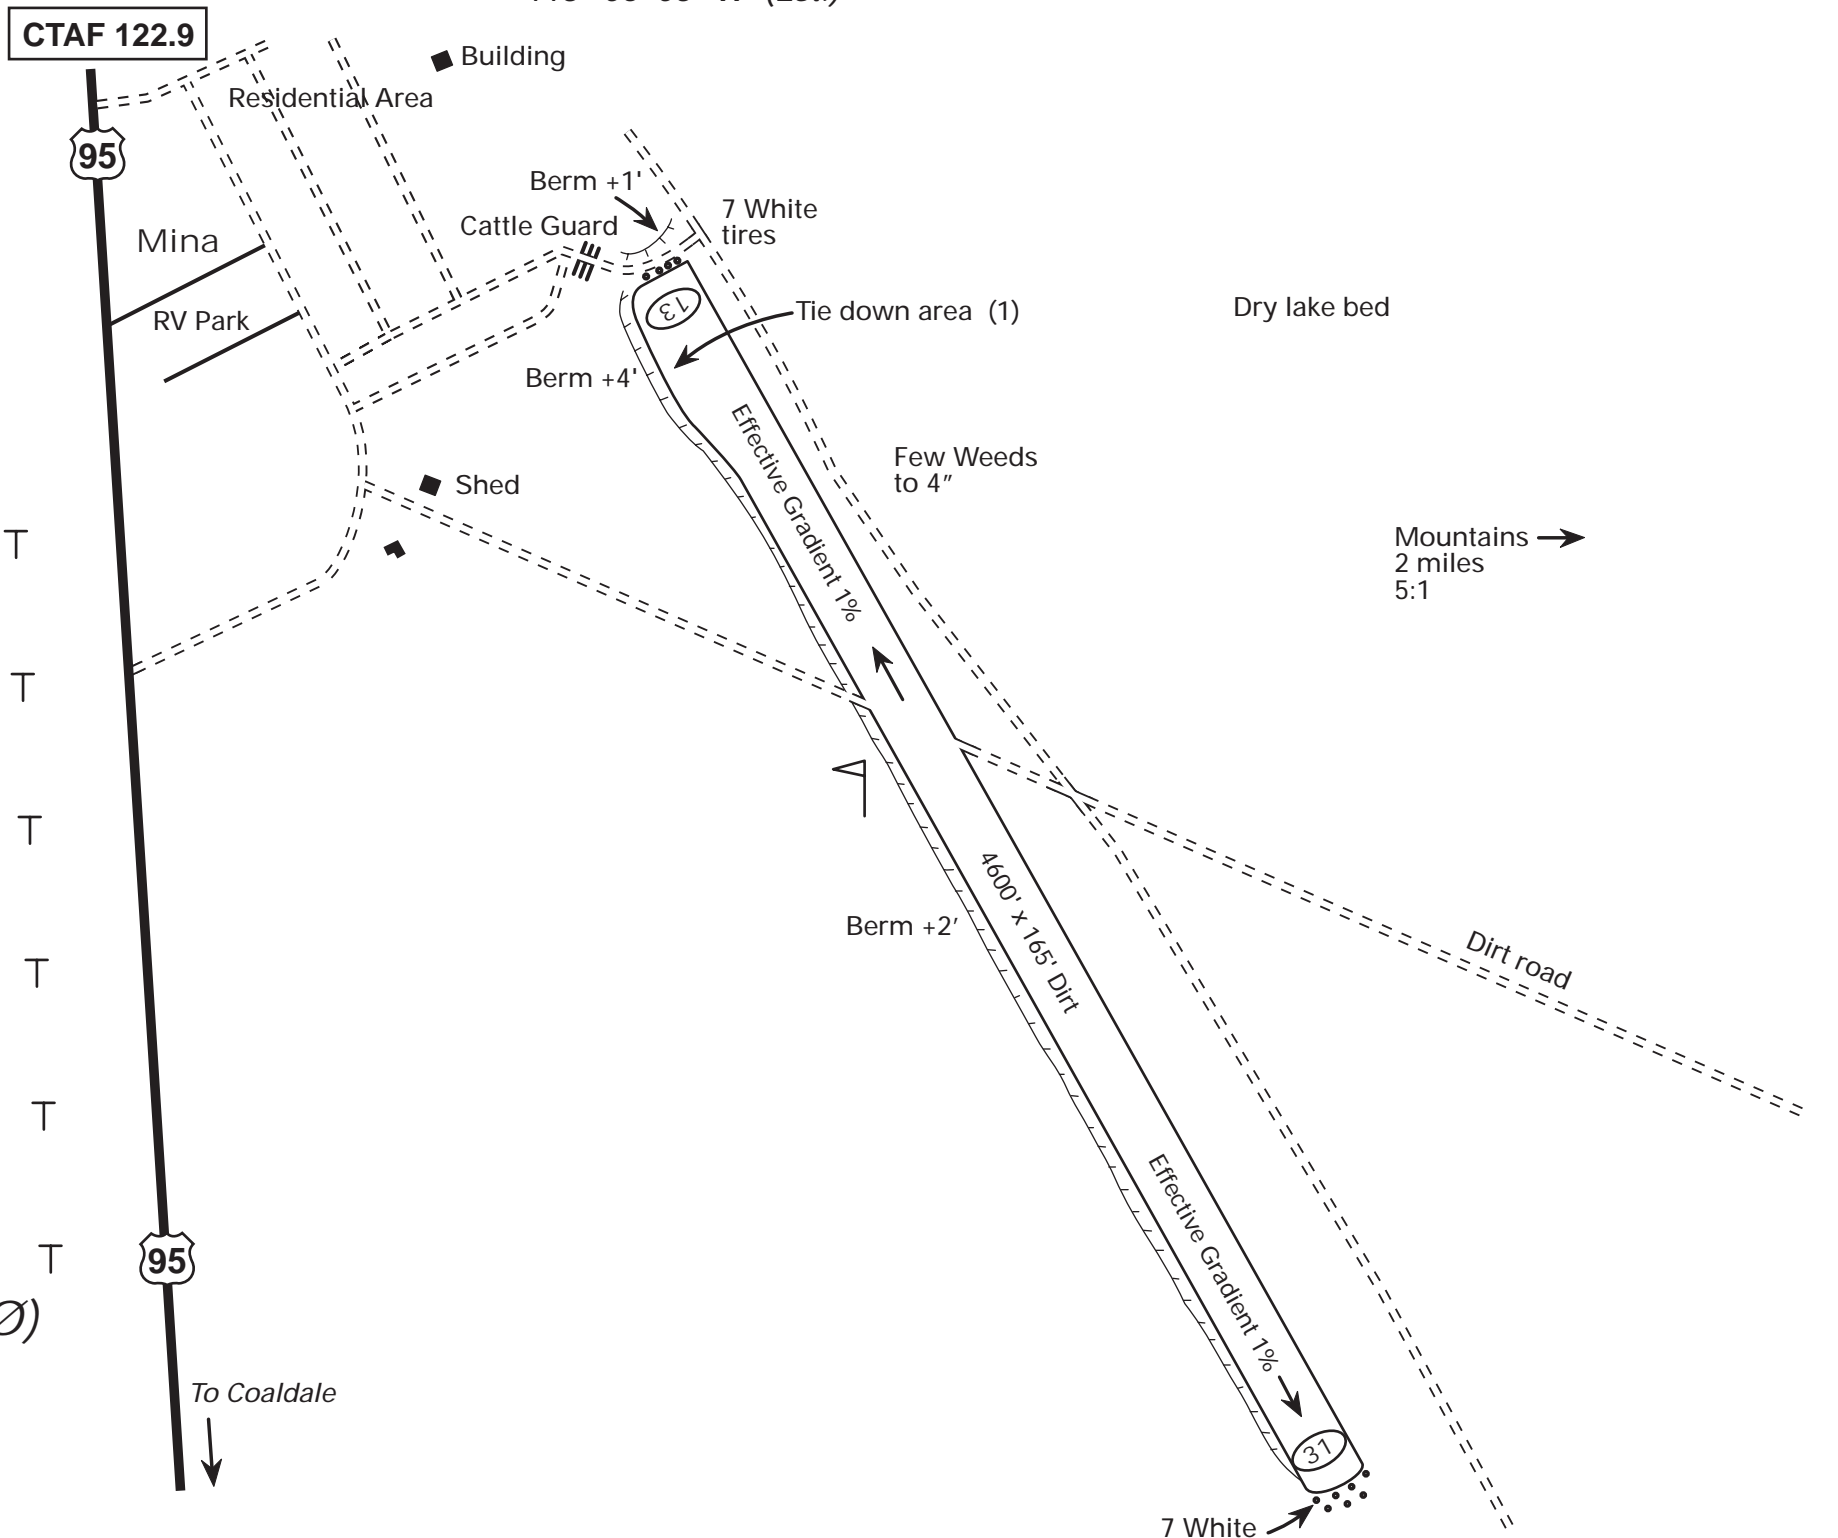 CTAF 122.9
Building
Residential Area
95
Berm +1'
7 White
tires
Cattle Guard
Mina
13
Tie down area (1)
Dry lake bed
RV Park
Berm +4'
Effective Gradient 1%
Few Weeds
to 4″
Shed
Mountains
2 miles
5:1
4600' x 165' Dirt
Berm +2′
Dirt road
Effective Gradient 1%
95
Ø)
To Coaldale
31
7 White